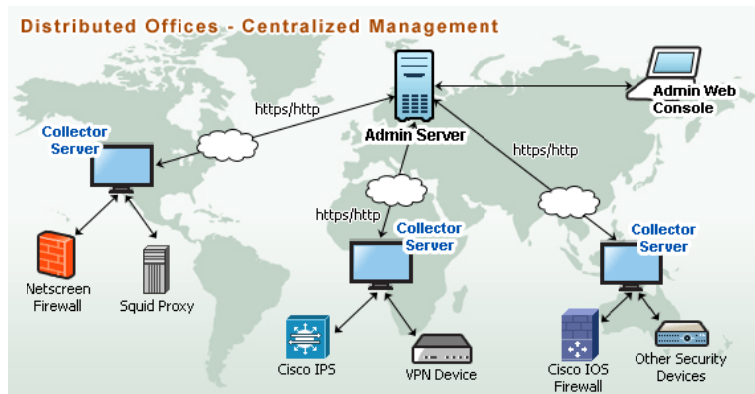 Distributed Offices - Centralized Management
Admin Web
Console
Admin Server
https/http
Collector
Server
https/http
https/http
Collector
Server
Collector
Server
Netscreen
Firewall
Squid Proxy
Cisco IPS
VPN Device
Cisco IOS
Firewall
Other Security
Devices